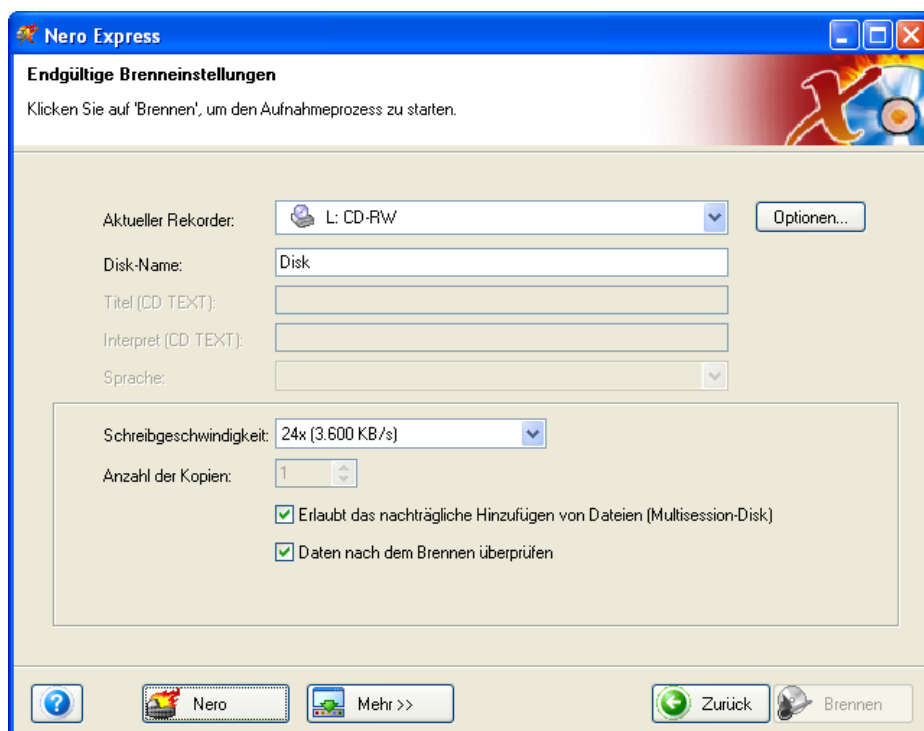 Nero Express
Endgültige Brenneinstellungen
Klicken Sie auf 'Brennen', um den Aufnahmeprozess zu starten.
Aktueller Rekorder: L: CD-RW Optionen...
Disk-Name: Disk
Titel (CD TEXT):
Interpret (CD TEXT):
Sprache:
Schreibgeschwindigkeit: 24x (3.600 KB/s)
Anzahl der Kopien: 1
Erlaubt das nachträgliche Hinzufügen von Dateien (Multisession-Disk)
Daten nach dem Brennen überprüfen
? Nero Mehr >> Zurück Brennen